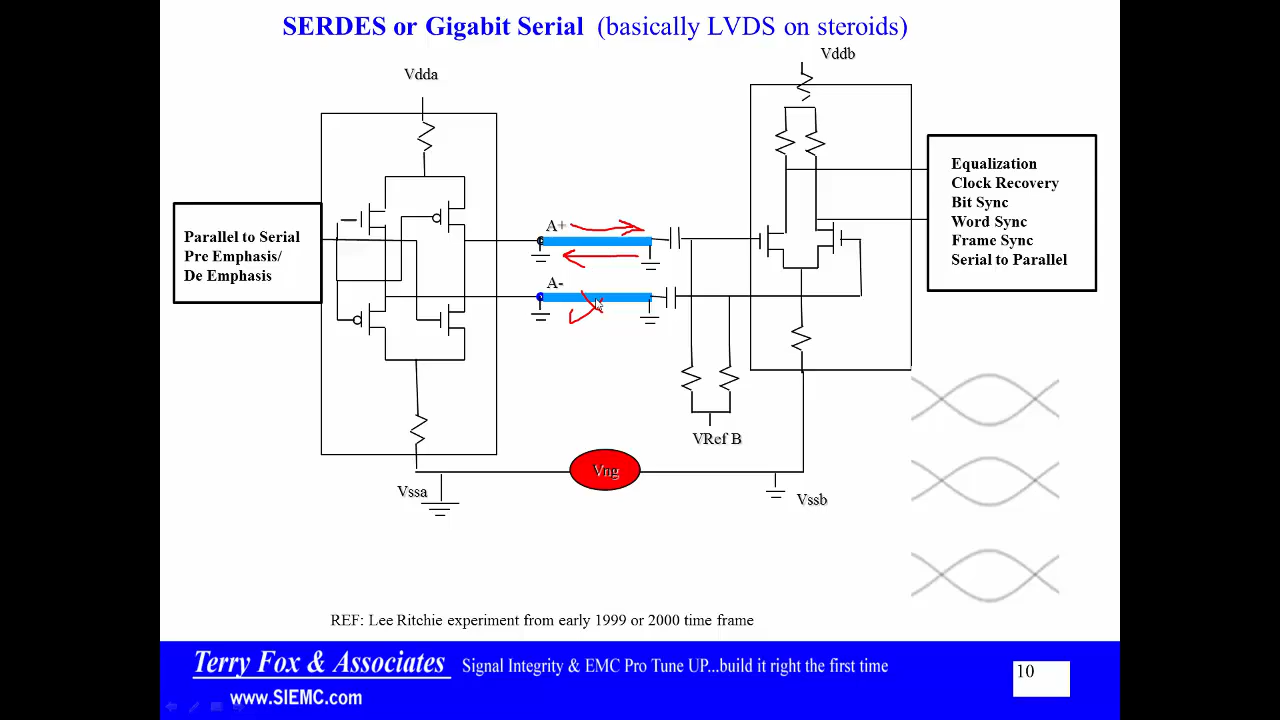 SERDES or Gigabit Serial (basically LVDS on steroids)
Vddb
Vdda
Equalization
Clock Recovery
Bit Sync
Word Sync
Frame Sync
Serial to Parallel
Parallel to Serial
Pre Emphasis/
De Emphasis
A+
A-
VRef B
Vng
Vssa
Vssb
REF: Lee Ritchie experiment from early 1999 or 2000 time frame
Terry Fox & Associates
Signal Integrity & EMC Pro Tune UP...build it right the first time
10
www.SIEMC.com